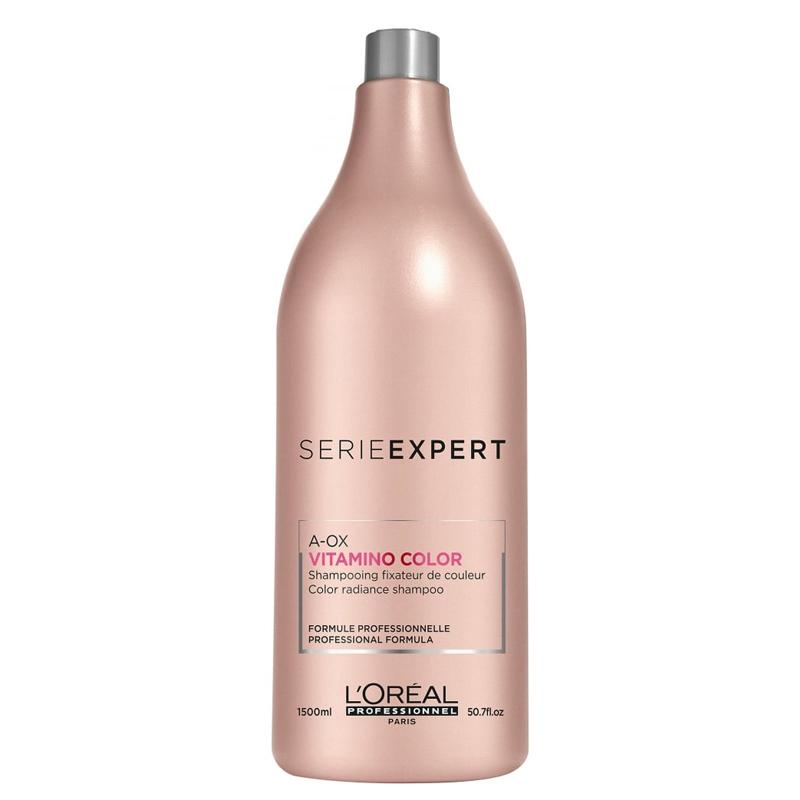 SERIEEXPERT
A-OX
VITAMINO COLOR
Shampooing fixateur de couleur
Color radiance shampoo
FORMULE PROFESSIONNELLE
PROFESSIONAL FORMULA
L'ORÉAL
1500ml PROFESSIONNEL 50.7fl.oz
PARIS